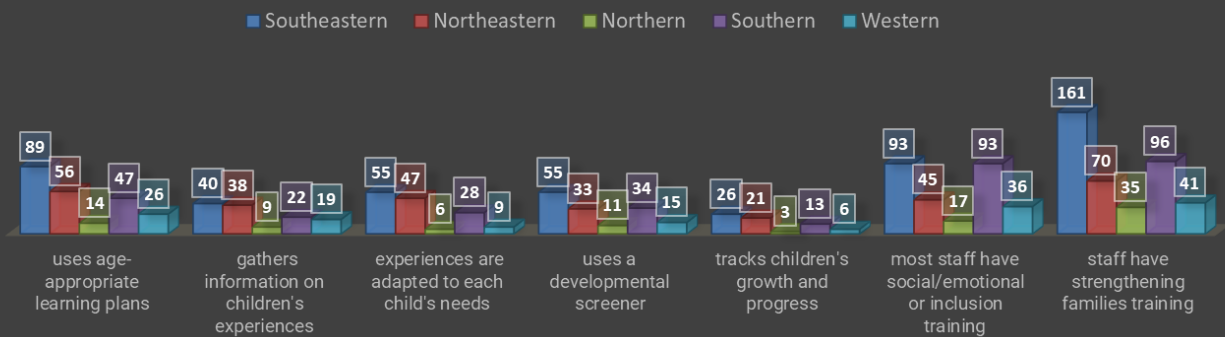 Southeastern Northeastern Northern Southern Western
89 56 14 47 26
40 38 9 22 19
55 47 6 28 9
55 33 11 34 15
26 21 3 13 6
93 45 17 93 36
161 70 35 96 41
uses age-
appropriate
learning plans
gathers
information on
children's
experiences
experiences are
adapted to each
child's needs
uses a
developmental
screener
tracks children's
growth and
progress
most staff have
social/emotional
or inclusion
training
staff have
strengthening
families training